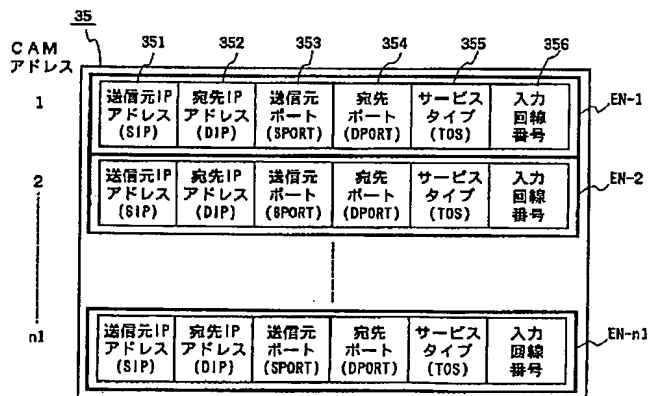 35
351 352 353 354 355 356
CAM
アドレス
1
送信元IP 宛先IP 送信元 宛先 サービス 入力
アドレス アドレス ポート ポート タイプ 回線
(SIP) (DIP) (SPORT) (DPORT) (TOS) 番号
EN-1
2
送信元IP 宛先IP 送信元 宛先 サービス 入力
アドレス アドレス ポート ポート タイプ 回線
(SIP) (DIP) (SPORT) (DPORT) (TOS) 番号
EN-2
n1
送信元IP 宛先IP 送信元 宛先 サービス 入力
アドレス アドレス ポート ポート タイプ 回線
(SIP) (DIP) (SPORT) (DPORT) (TOS) 番号
EN-n1